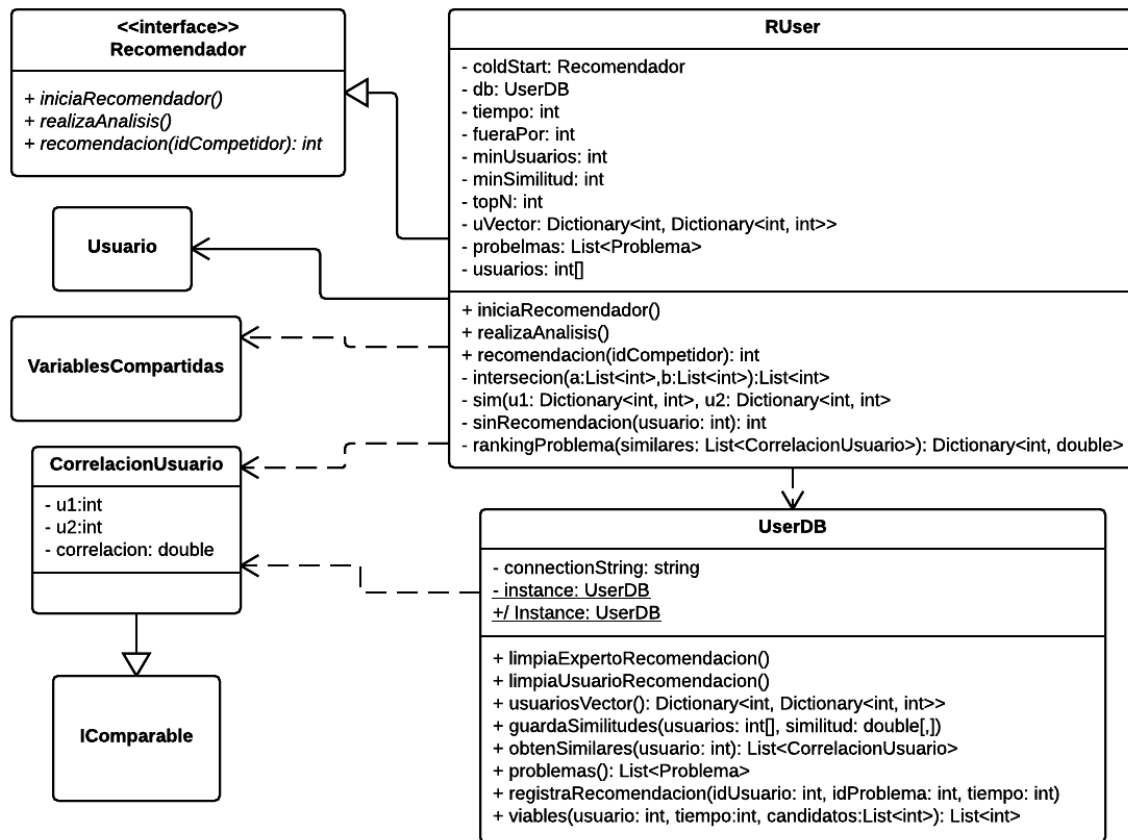 <<interface>>
Recomendador
+ iniciaRecomendador()
+ realizaAnalisis()
+ recomendacion(idCompetidor): int
RUser
- coldStart: Recomendador
- db: UserDB
- tiempo: int
- fueraPor: int
- minUsuarios: int
- minSimilitud: int
- topN: int
- uVector: Dictionary<int, Dictionary<int, int>>
- probelmas: List<Problema>
- usuarios: int[]
+ iniciaRecomendador()
+ realizaAnalisis()
+ recomendacion(idCompetidor): int
- intersecion(a:List<int>,b:List<int>):List<int>
- sim(u1: Dictionary<int, int>, u2: Dictionary<int, int>
- sinRecomendacion(usuario: int): int
- rankingProblema(similares: List<CorrelacionUsuario>): Dictionary<int, double>
Usuario
VariablesCompartidas
CorrelacionUsuario
- u1:int
- u2:int
- correlacion: double
IComparable
UserDB
- connectionString: string
- instance: UserDB
+/ Instance: UserDB
+ limpiaExpertoRecomendacion()
+ limpiaUsuarioRecomendacion()
+ usuariosVector(): Dictionary<int, Dictionary<int, int>>
+ guardaSimilitudes(usuarios: int[], similitud: double[,])
+ obtenSimilares(usuario: int): List<CorrelacionUsuario>
+ problemas(): List<Problema>
+ registraRecomendacion(idUsuario: int, idProblema: int, tiempo: int)
+ viables(usuario: int, tiempo:int, candidatos:List<int>): List<int>